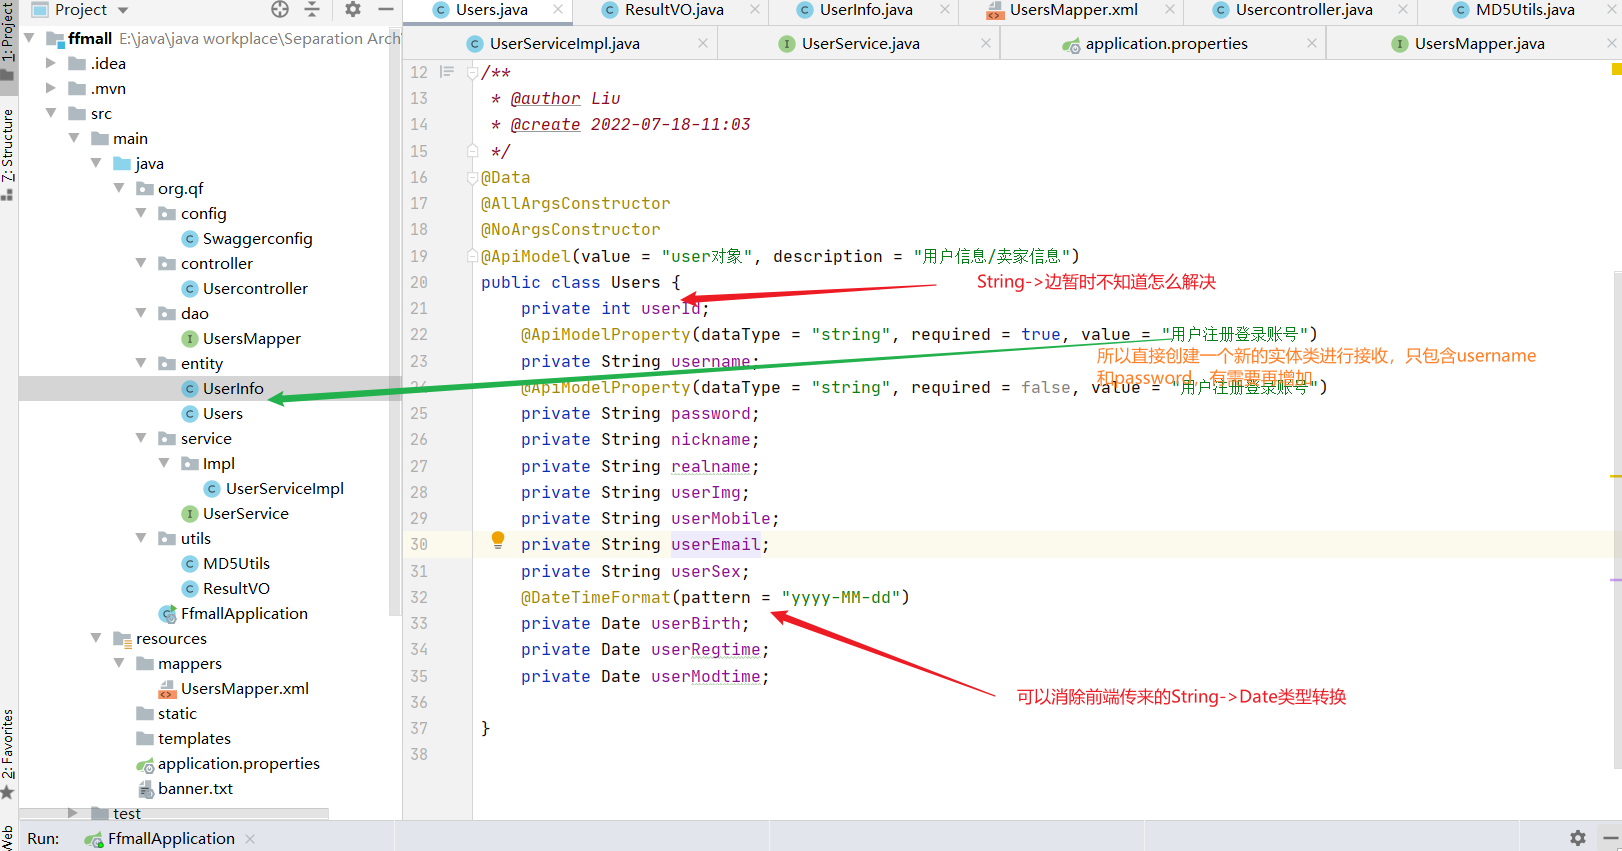 Project
Users.java
ResultVO.java
UserInfo.java
UsersMapper.xml
Usercontroller.java
MD5Utils.java
UserServiceImpl.java
UserService.java
application.properties
UsersMapper.java
1: Project
7: Structure
2: Favorites
Web
ffmall E:\java\java workplace\Separation Arch
.idea
.mvn
src
main
java
org.qf
config
Swaggerconfig
controller
Usercontroller
dao
UsersMapper
entity
UserInfo
Users
service
Impl
UserServiceImpl
UserService
utils
MD5Utils
ResultVO
FfmallApplication
resources
mappers
UsersMapper.xml
static
templates
application.properties
banner.txt
test
12 /**
13 * @author Liu
14 * @create 2022-07-18-11:03
15 */
16 @Data
17 @AllArgsConstructor
18 @NoArgsConstructor
19 @ApiModel(value = "user对象", description = "用户信息/卖家信息")
20 public class Users {
String->边暂时不知道怎么解决
21 private int userId;
22 @ApiModelProperty(dataType = "string", required = true, value = "用户注册登录账号")
23 private String username;
所以直接创建一个新的实体类进行接收，只包含username
和password，有需要再增加
24 @ApiModelProperty(dataType = "string", required = false, value = "用户注册登录账号")
25 private String password;
26 private String nickname;
27 private String realname;
28 private String userImg;
29 private String userMobile;
30 private String userEmail;
31 private String userSex;
32 @DateTimeFormat(pattern = "yyyy-MM-dd")
33 private Date userBirth;
34 private Date userRegtime;
35 private Date userModtime;
36
可以消除前端传来的String->Date类型转换
37 }
38
Run: FfmallApplication